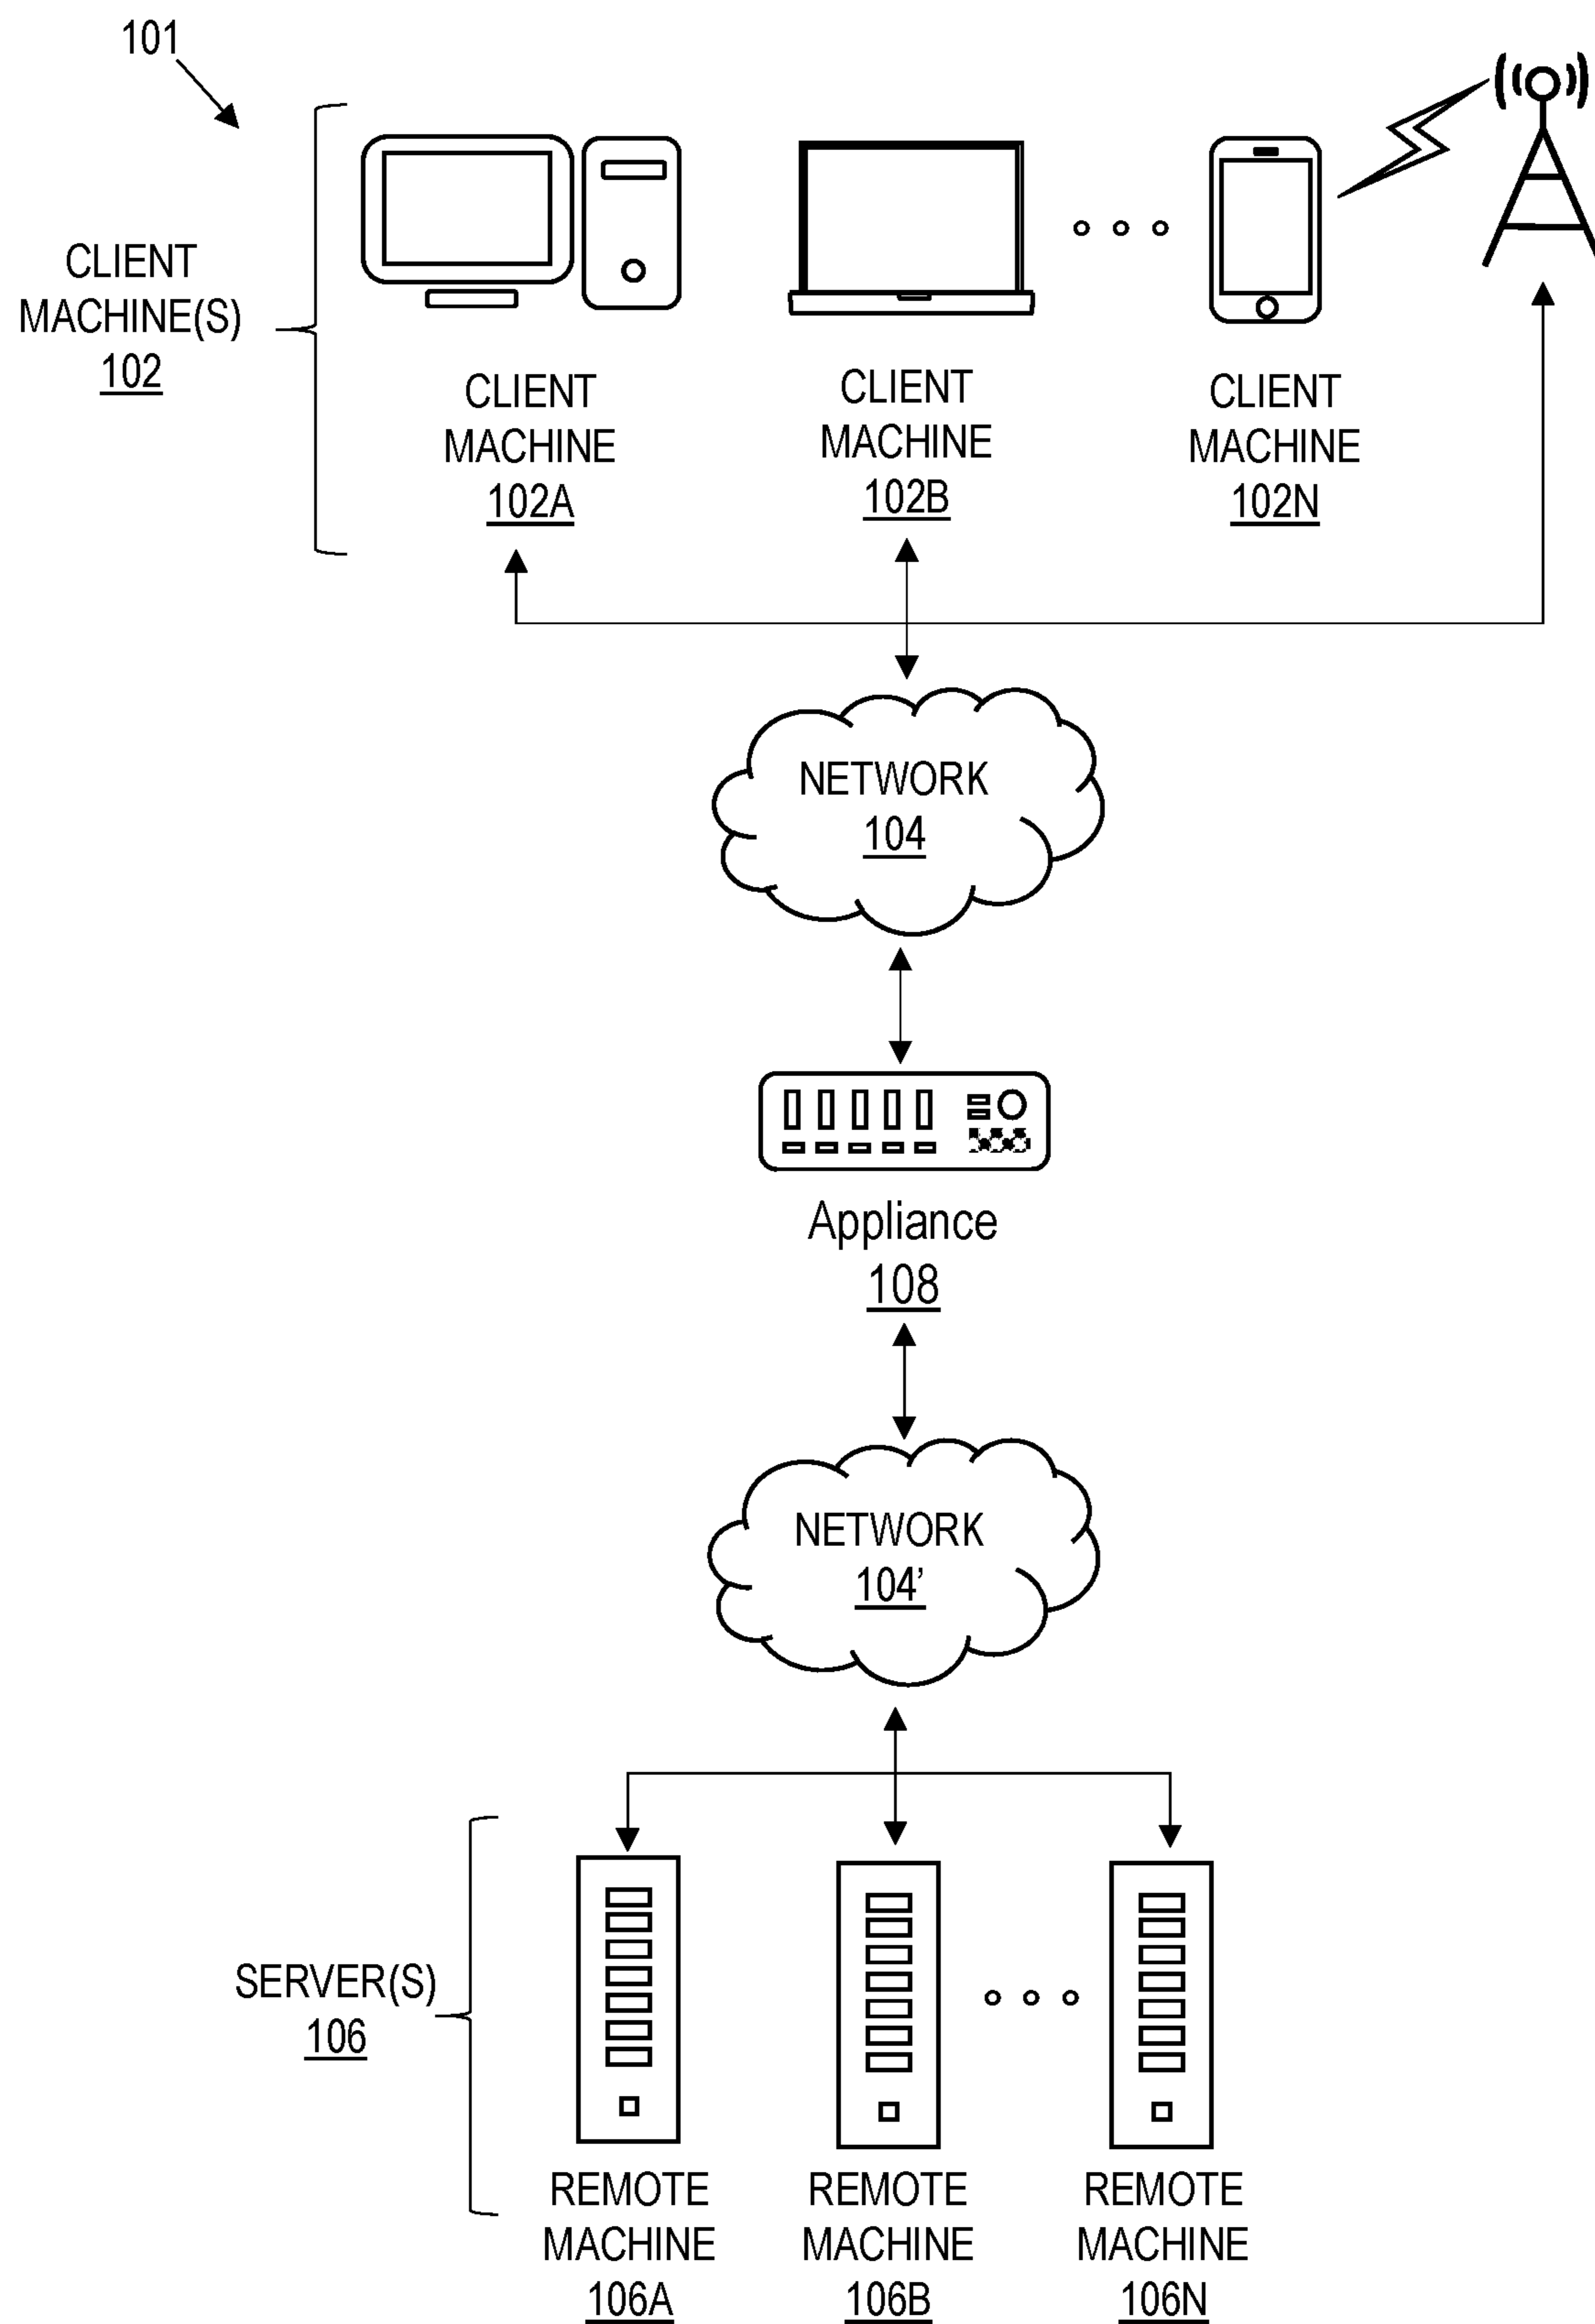 101
CLIENT
MACHINE(S)
102
CLIENT
MACHINE
102A
CLIENT
MACHINE
102B
CLIENT
MACHINE
102N
NETWORK
104
Appliance
108
NETWORK
104’
SERVER(S)
106
REMOTE
MACHINE
106A
REMOTE
MACHINE
106B
REMOTE
MACHINE
106N